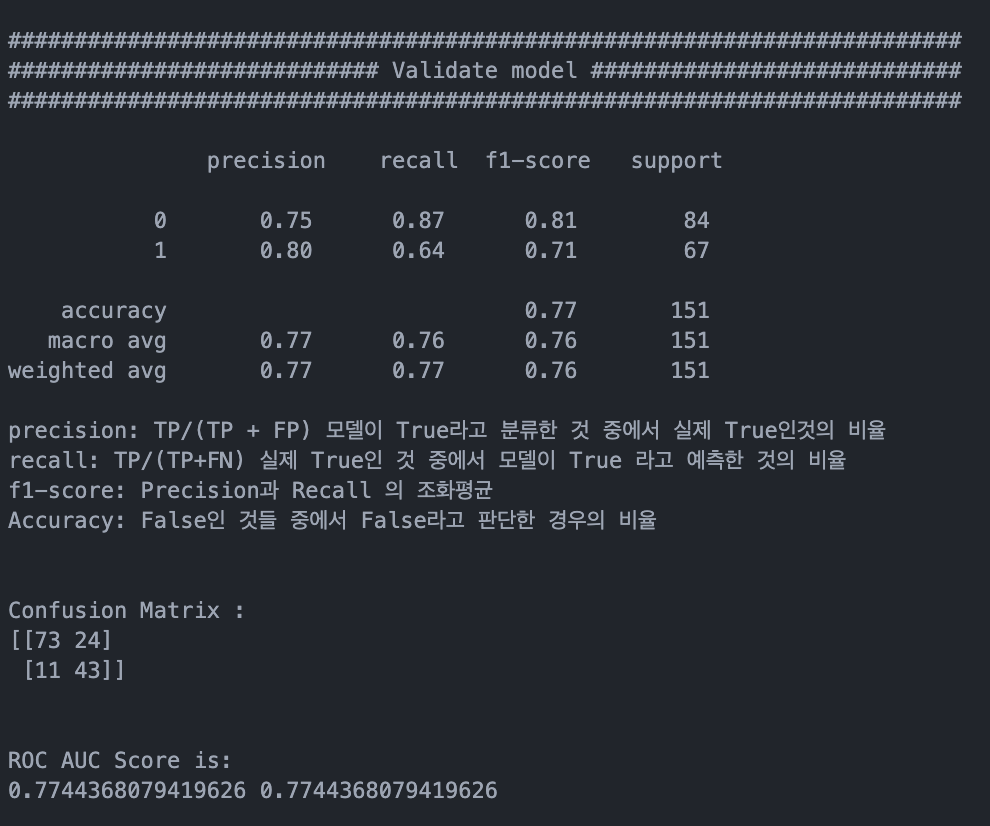 ########################################################################
############################ Validate model ############################
########################################################################
precision    recall  f1-score   support
0       0.75      0.87      0.81        84
1       0.80      0.64      0.71        67
accuracy                           0.77       151
macro avg       0.77      0.76      0.76       151
weighted avg       0.77      0.77      0.76       151
precision: TP/(TP + FP) 모델이 True라고 분류한 것 중에서 실제 True인것의 비율
recall: TP/(TP+FN) 실제 True인 것 중에서 모델이 True 라고 예측한 것의 비율
f1-score: Precision과 Recall 의 조화평균
Accuracy: False인 것들 중에서 False라고 판단한 경우의 비율
Confusion Matrix :
[[73 24]
 [11 43]]
ROC AUC Score is:
0.7744368079419626 0.7744368079419626